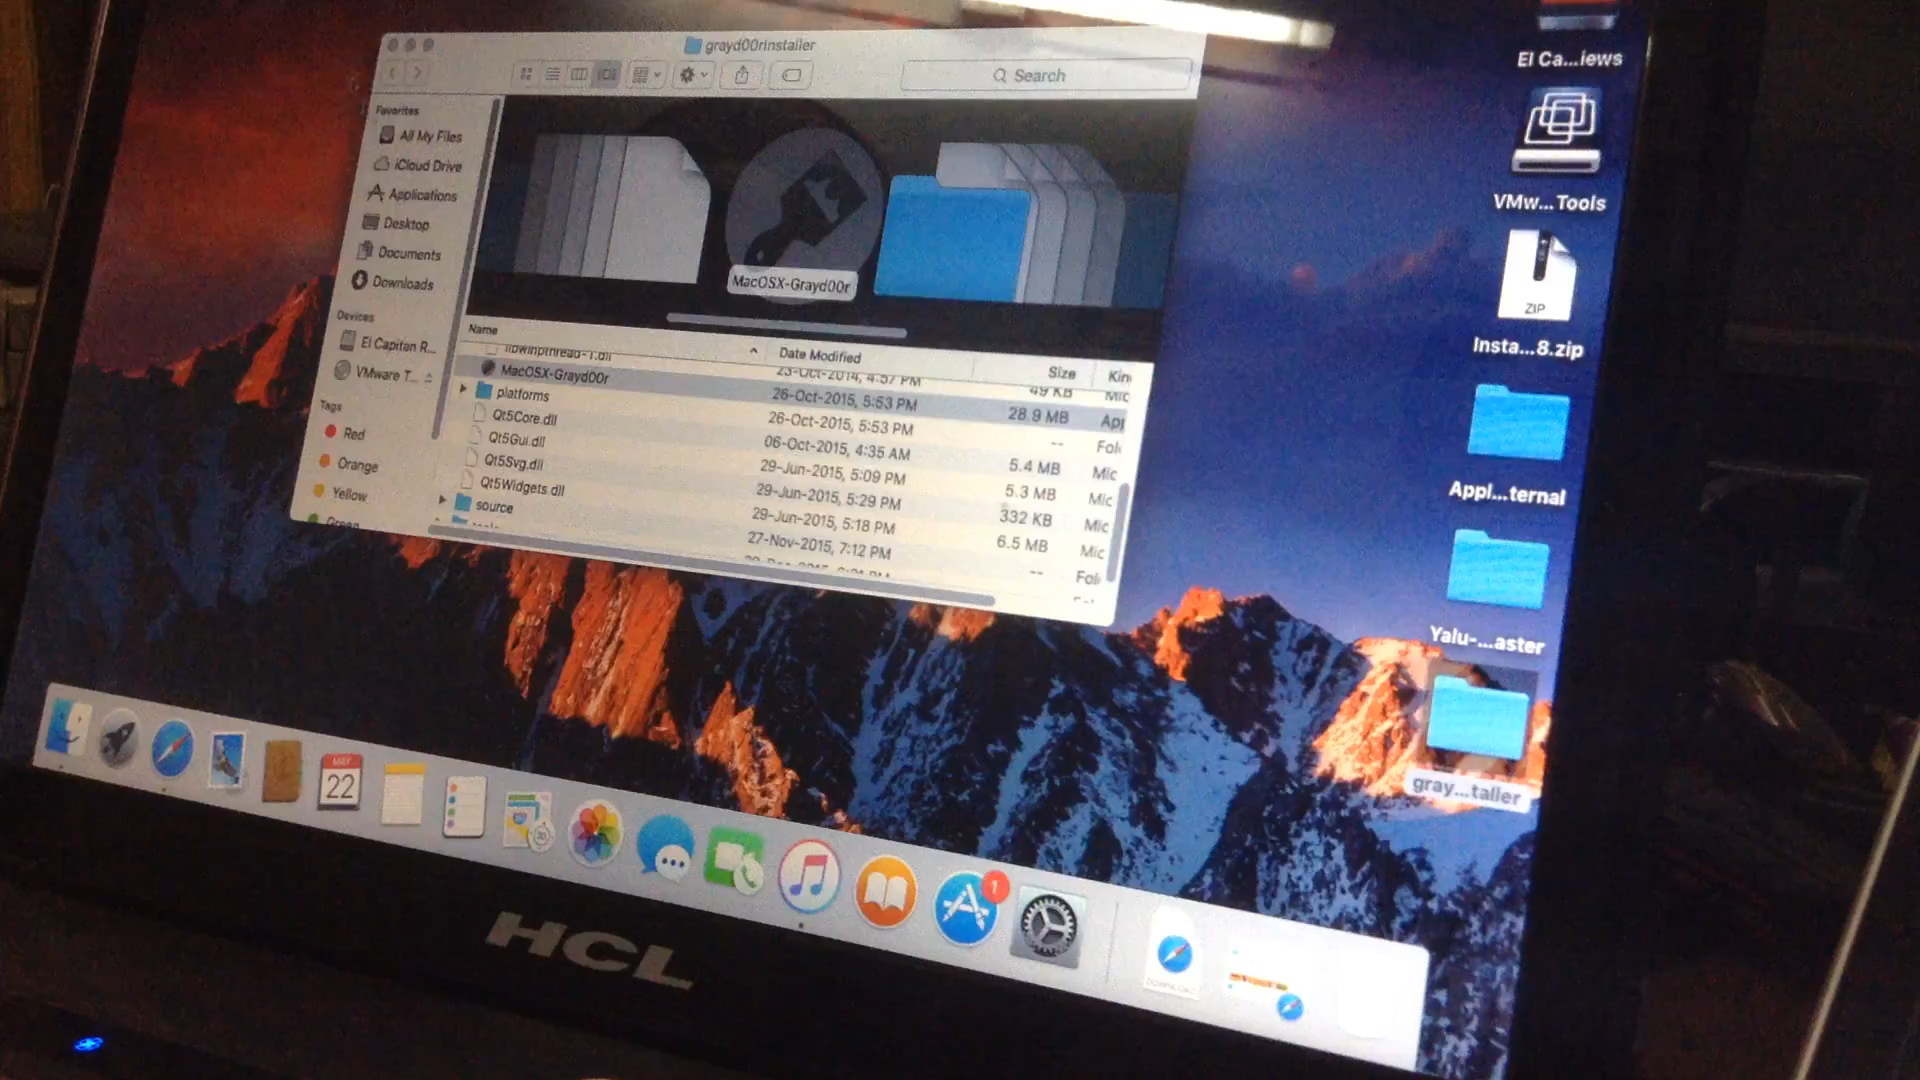 grayd00rinstaller
Search
Favorites
All My Files
iCloud Drive
Applications
Desktop
Documents
Downloads
Devices
El Capitan R...
VMware T...
Tags
Red
Orange
Yellow
Green
MacOSX-Grayd00r
Name
Date Modified
Size
Kin
libwinpthread-1.dll
23-Oct-2014, 4:57 PM
49 KB
Mic
MacOSX-Grayd00r
26-Oct-2015, 5:53 PM
28.9 MB
App
platforms
26-Oct-2015, 5:53 PM
--
Fol
Qt5Core.dll
06-Oct-2015, 4:35 AM
5.4 MB
Mic
Qt5Gui.dll
29-Jun-2015, 5:09 PM
5.3 MB
Mic
Qt5Svg.dll
29-Jun-2015, 5:29 PM
332 KB
Mic
Qt5Widgets.dll
29-Jun-2015, 5:18 PM
6.5 MB
Mic
source
27-Nov-2015, 7:12 PM
--
Fol
El Ca...iews
VMw...Tools
ZIP
Insta...8.zip
Appl...ternal
Yalu-...aster
gray...taller
MAY
22
1
DOWNLOAD
HCL